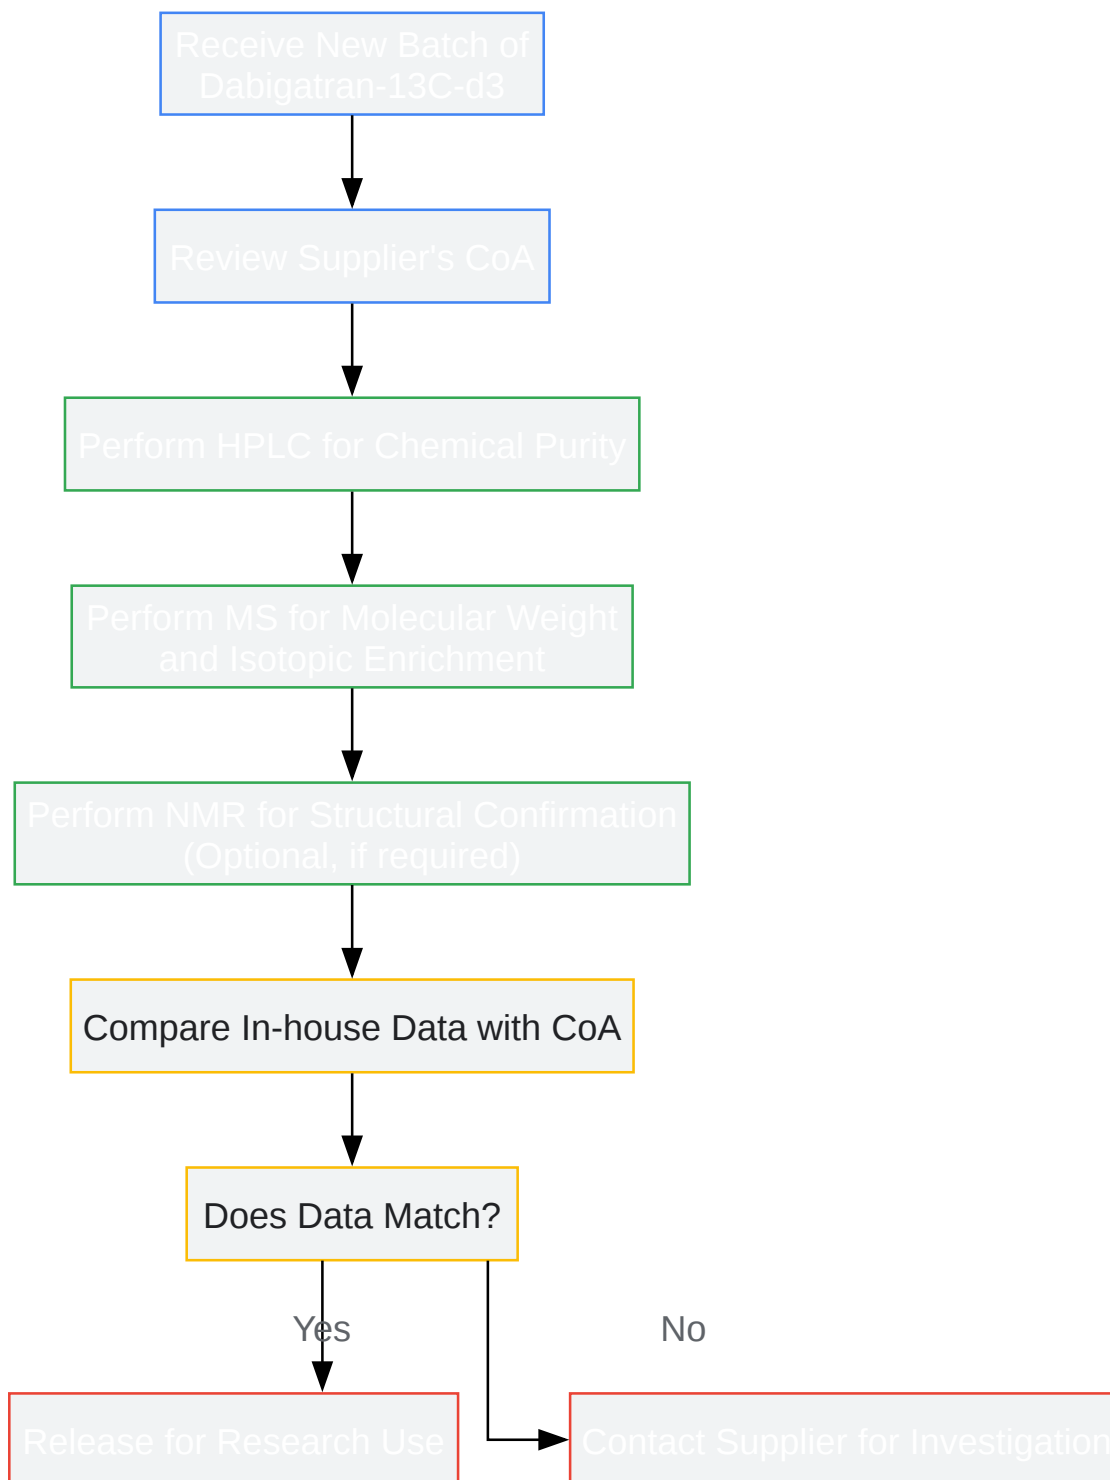 Receive New Batch of
Dabigatran-13C-d3
Review Supplier's CoA
Perform HPLC for Chemical Purity
Perform MS for Molecular Weight
and Isotopic Enrichment
Perform NMR for Structural Confirmation
(Optional, if required)
Compare In-house Data with CoA
Does Data Match?
Yes
No
Release for Research Use
Contact Supplier for Investigation